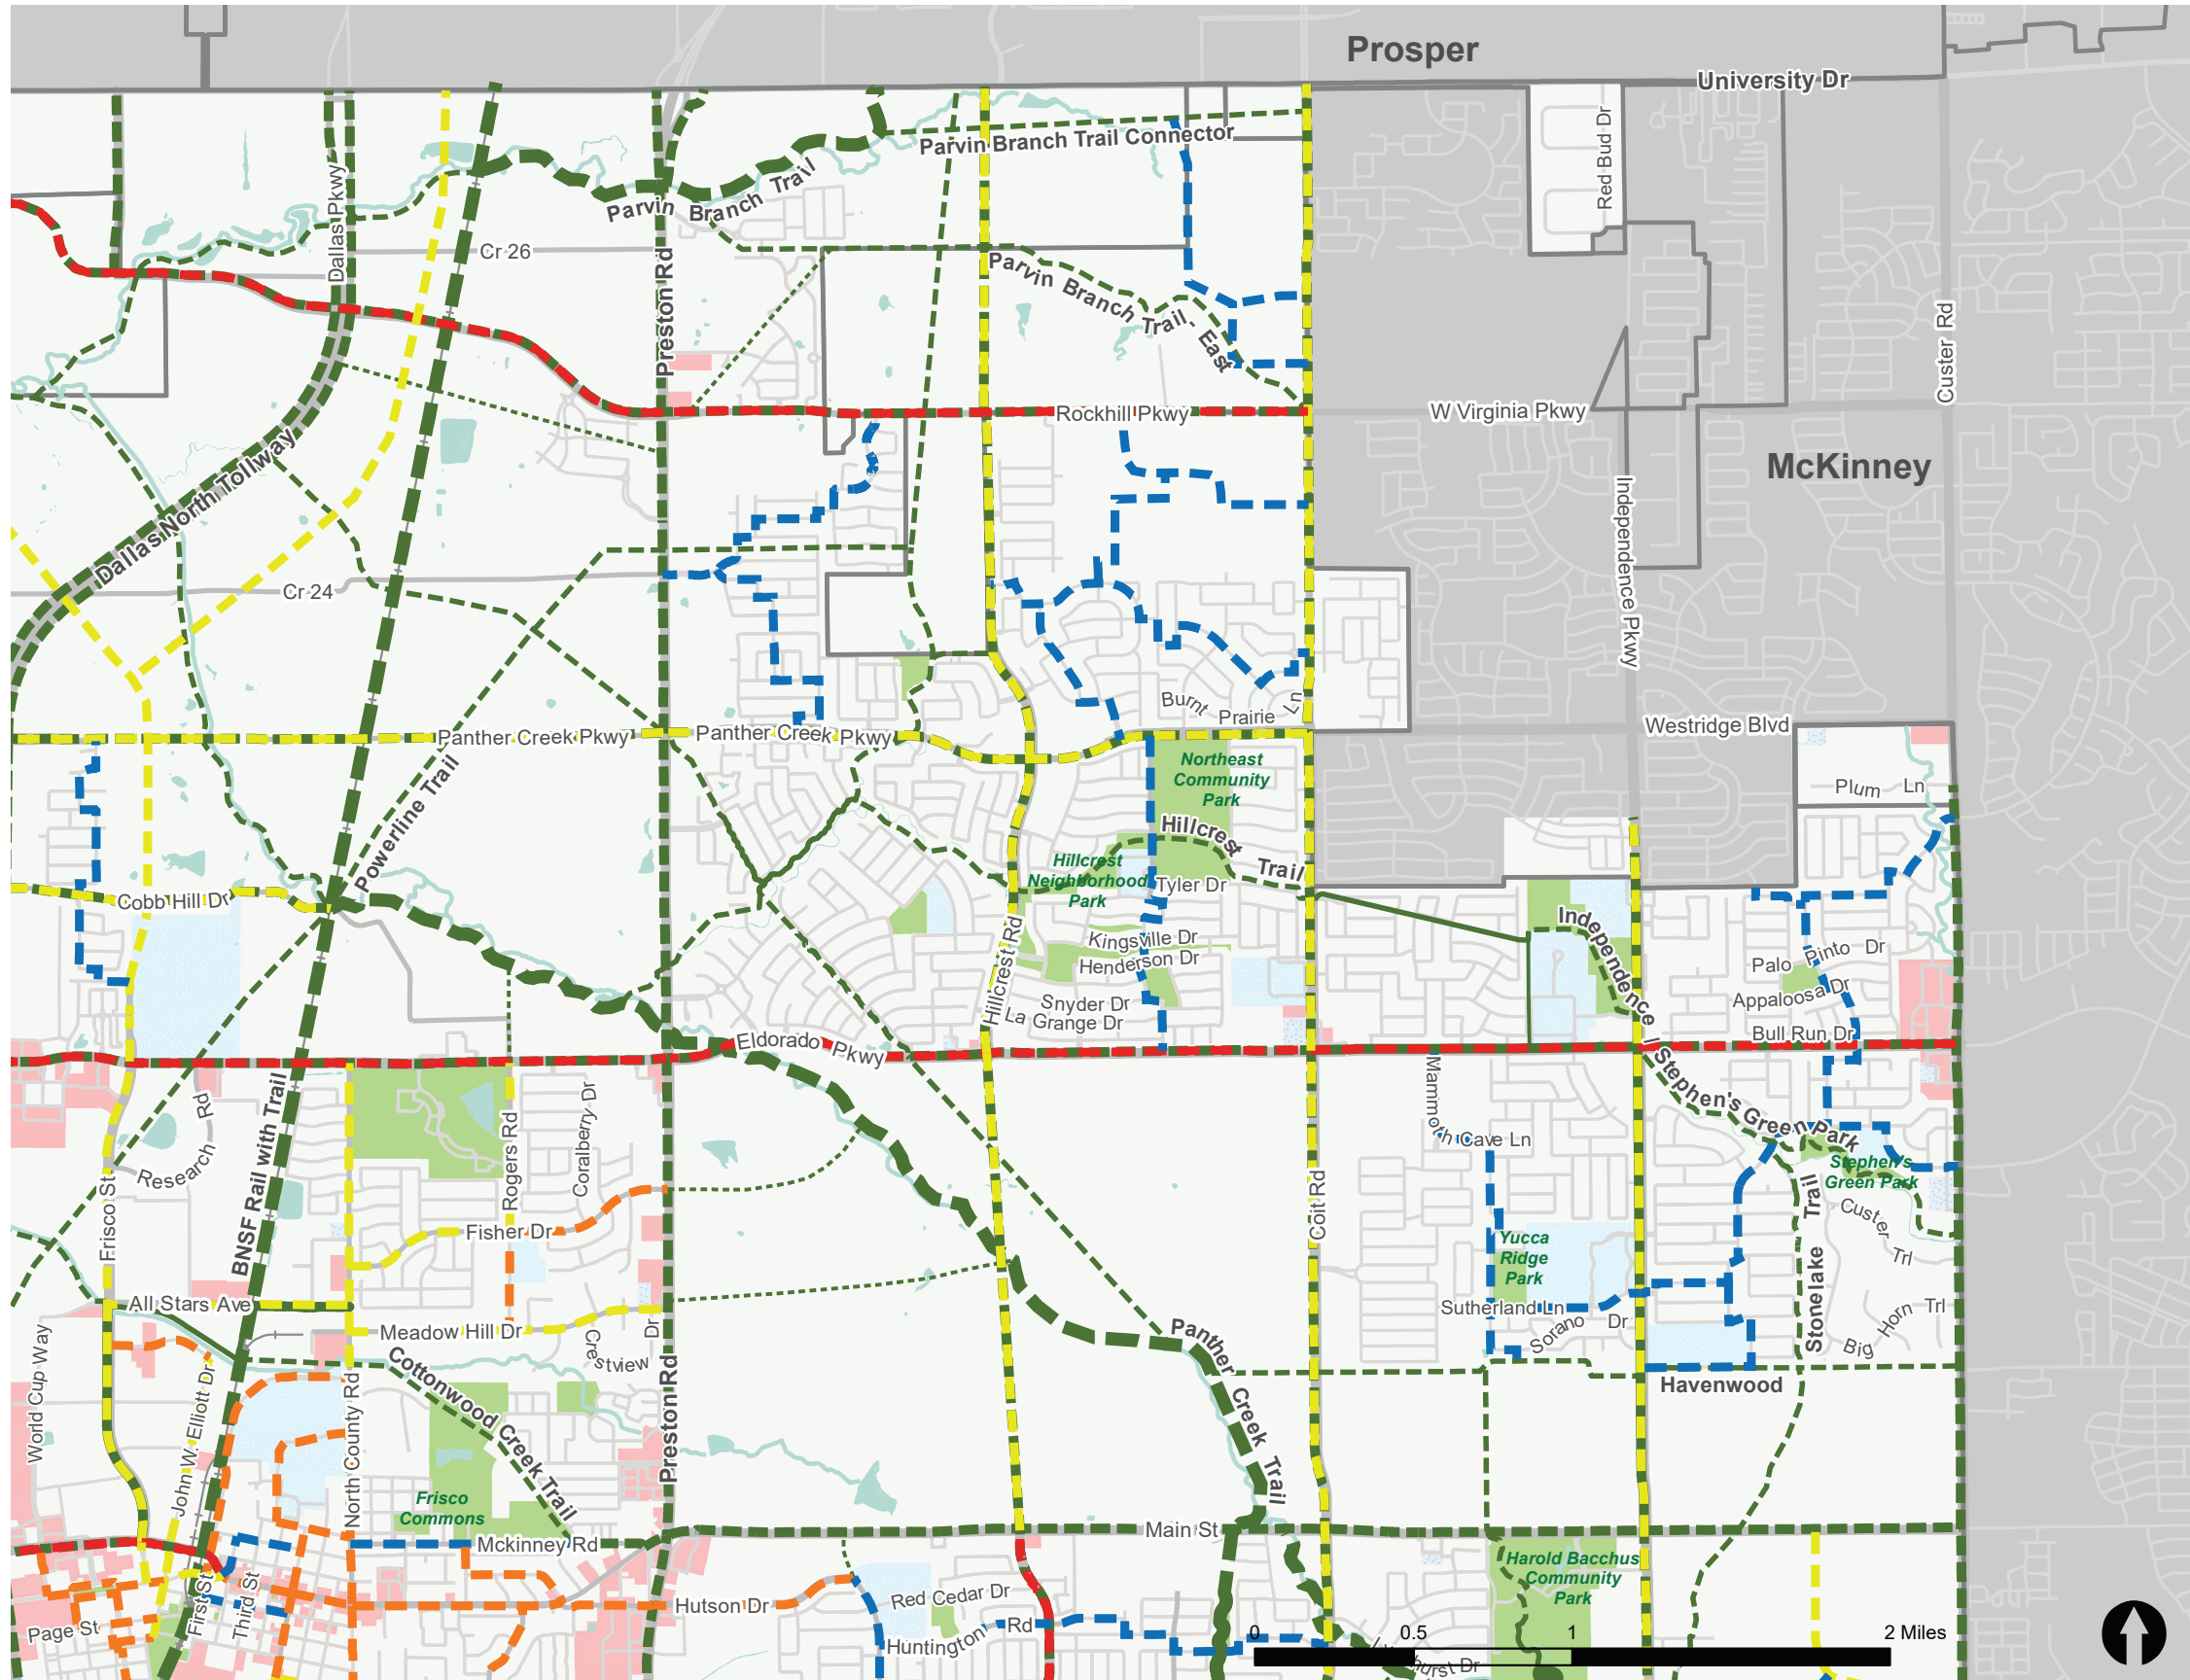 Prosper
University Dr
Red Bud Dr
Parvin Branch Trail Connector
Dallas Pkwy
Parvin Branch Trail
Cr 26
Preston Rd
Parvin Branch Trail - East
Custer Rd
Rockhill Pkwy
W Virginia Pkwy
McKinney
Dallas North Tollway
Independence Pkwy
Cr 24
Burnt Prairie Ln
Westridge Blvd
Panther Creek Pkwy
Panther Creek Pkwy
Northeast
Community
Park
Plum Ln
Powerline Trail
Hillcrest Trail
Hillcrest
Neighborhood
Park
Tyler Dr
Cobb Hill Dr
Independence / Stephen's Green Park
Kingsville Dr
Henderson Dr
Palo Pinto Dr
Hillcrest Rd
Appaloosa Dr
Snyder Dr
La Grange Dr
Bull Run Dr
Eldorado Pkwy
Mammoth Cave Ln
BNSF Rail with Trail
Research Rd
Rogers Rd
Coralberry Dr
Stephen's
Green Park
Frisco St
Coit Rd
Stonelake Trail
Custer Trl
Fisher Dr
Yucca
Ridge
Park
All Stars Ave
Sutherland Ln
Sorano Dr
Big Horn Trl
Meadow Hill Dr
Crestview Dr
World Cup Way
John W. Elliott Dr
North County Rd
Cottonwood Creek Trail
Preston Rd
Panther Creek Trail
Havenwood
Frisco
Commons
Main St
Mckinney Rd
Harold Bacchus
Community
Park
First St
Third St
Page St
Hutson Dr
Red Cedar Dr
Huntington Rd
0 0.5 1 2 Miles